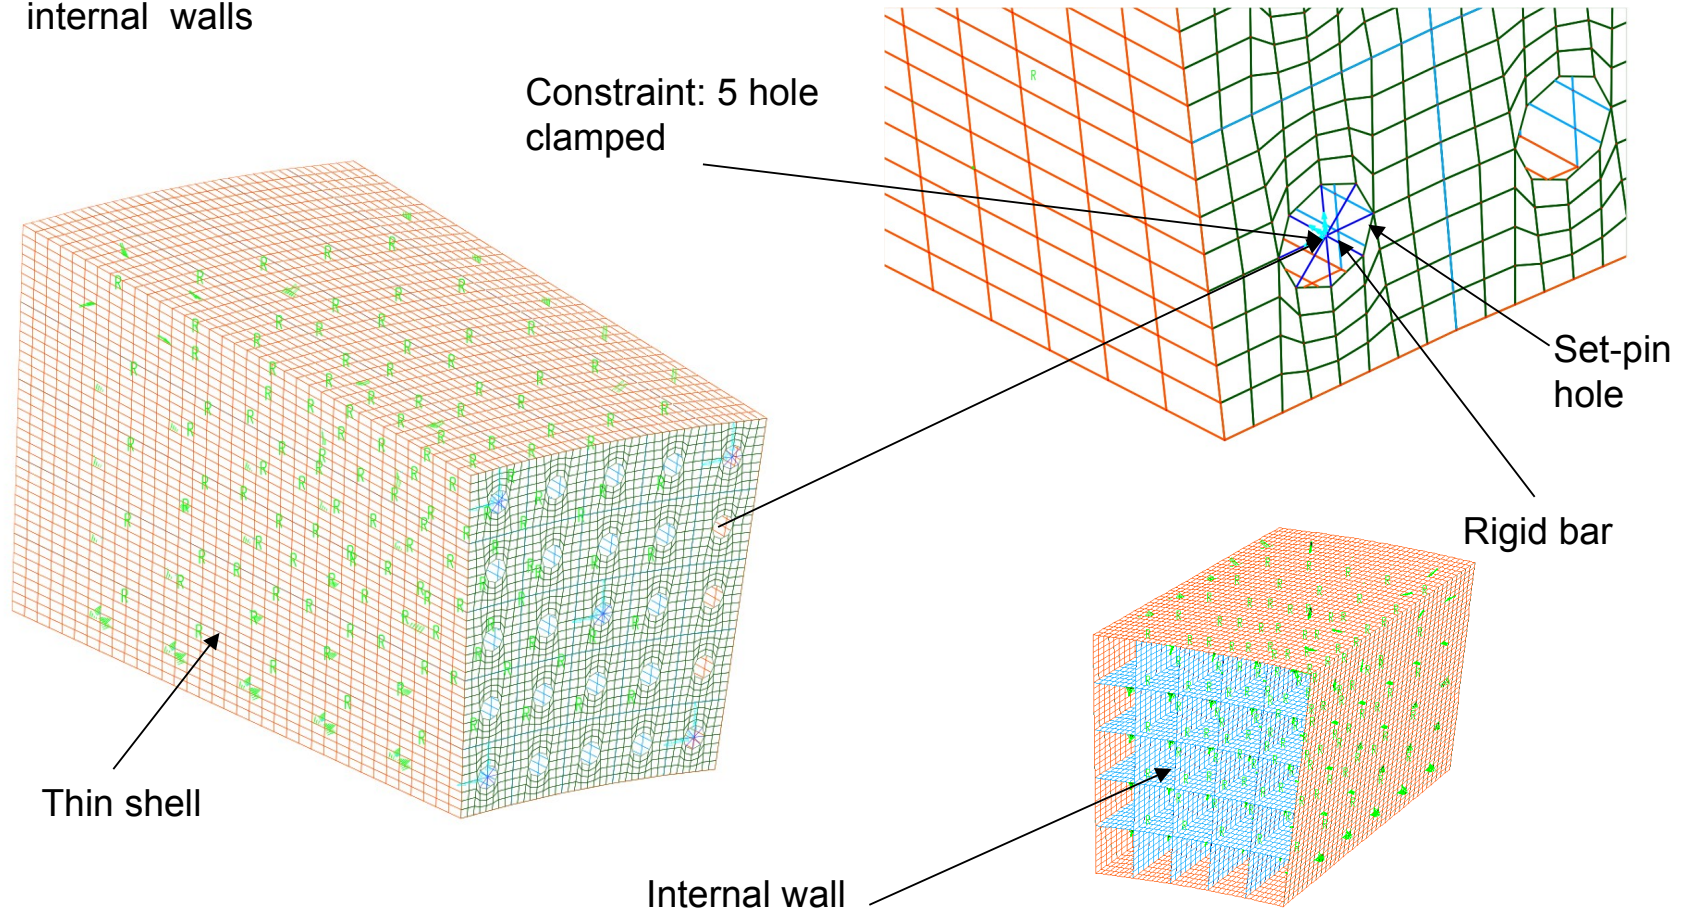 internal walls
Constraint: 5 hole
clamped
Set-pin
hole
Rigid bar
Thin shell
Internal wall